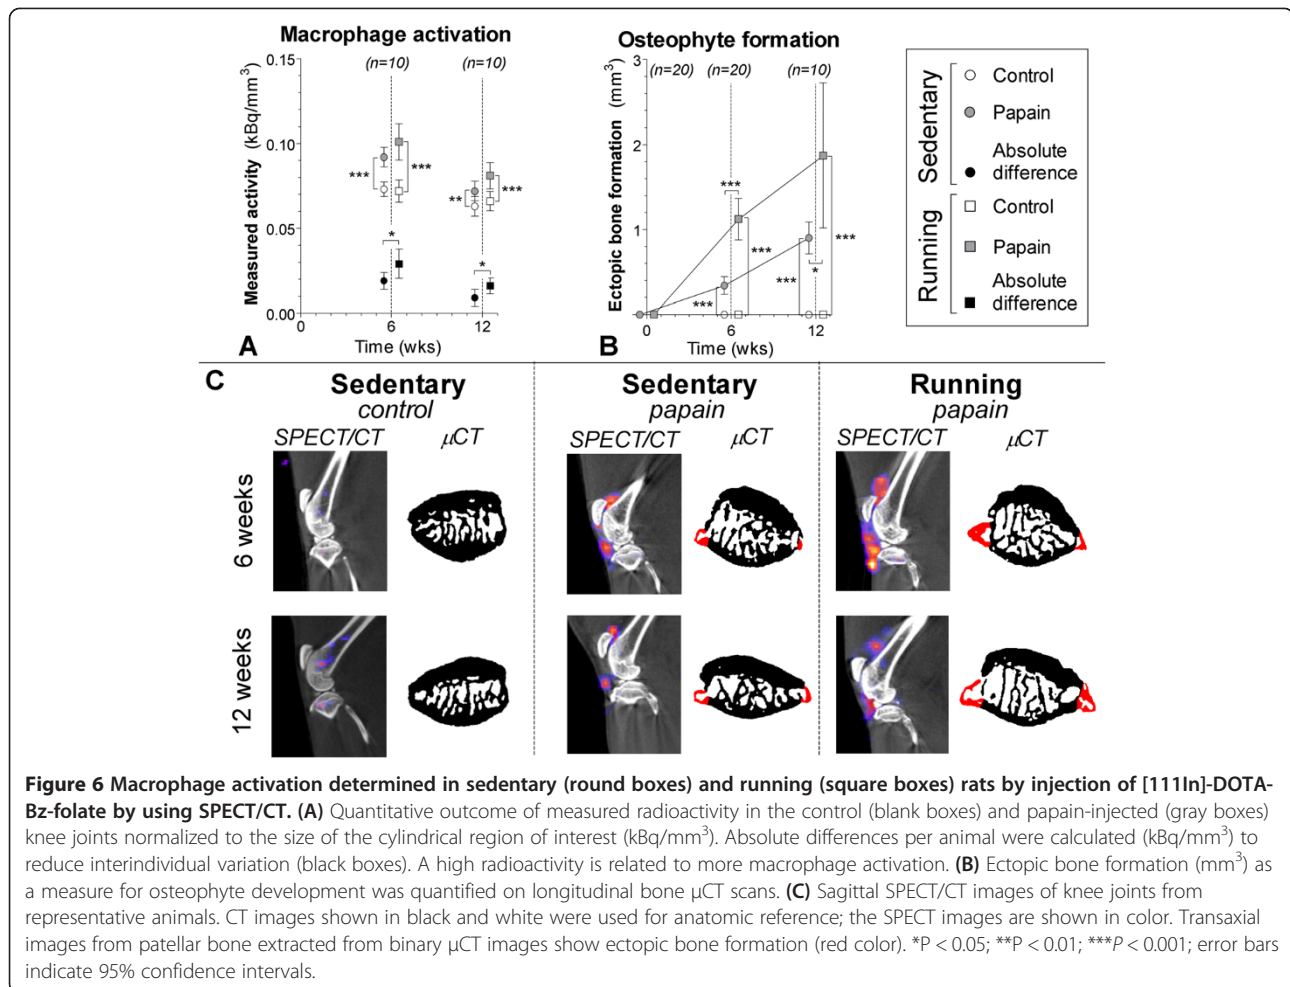 Macrophage activation
Measured activity (kBq/mm³)
0.15
0.10
0.05
0.00
(n=10)
(n=10)
***
***
**
***
*
*
0
6
12
Time (wks)
A
Osteophyte formation
Ectopic bone formation (mm³)
3
2
1
0
(n=20)
(n=20)
(n=10)
***
***
***
***
***
*
0
6
12
Time (wks)
B
Sedentary
Control
Papain
Absolute
difference
Running
Control
Papain
Absolute
difference
C
Sedentary
control
Sedentary
papain
Running
papain
SPECT/CT
μCT
SPECT/CT
μCT
SPECT/CT
μCT
6 weeks
12 weeks
Figure 6 Macrophage activation determined in sedentary (round boxes) and running (square boxes) rats by injection of [111In]-DOTA-
Bz-folate by using SPECT/CT. (A) Quantitative outcome of measured radioactivity in the control (blank boxes) and papain-injected (gray boxes)
knee joints normalized to the size of the cylindrical region of interest (kBq/mm³). Absolute differences per animal were calculated (kBq/mm³) to
reduce interindividual variation (black boxes). A high radioactivity is related to more macrophage activation. (B) Ectopic bone formation (mm³) as
a measure for osteophyte development was quantified on longitudinal bone μCT scans. (C) Sagittal SPECT/CT images of knee joints from
representative animals. CT images shown in black and white were used for anatomic reference; the SPECT images are shown in color. Transaxial
images from patellar bone extracted from binary μCT images show ectopic bone formation (red color). *P < 0.05; **P < 0.01; ***P < 0.001; error bars
indicate 95% confidence intervals.